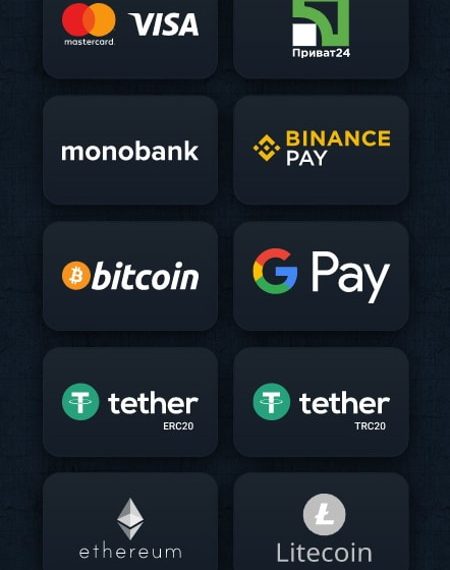 mastercard
VISA
Приват24
monobank
BINANCE
PAY
bitcoin
G Pay
tether
ERC20
tether
TRC20
ethereum
Litecoin